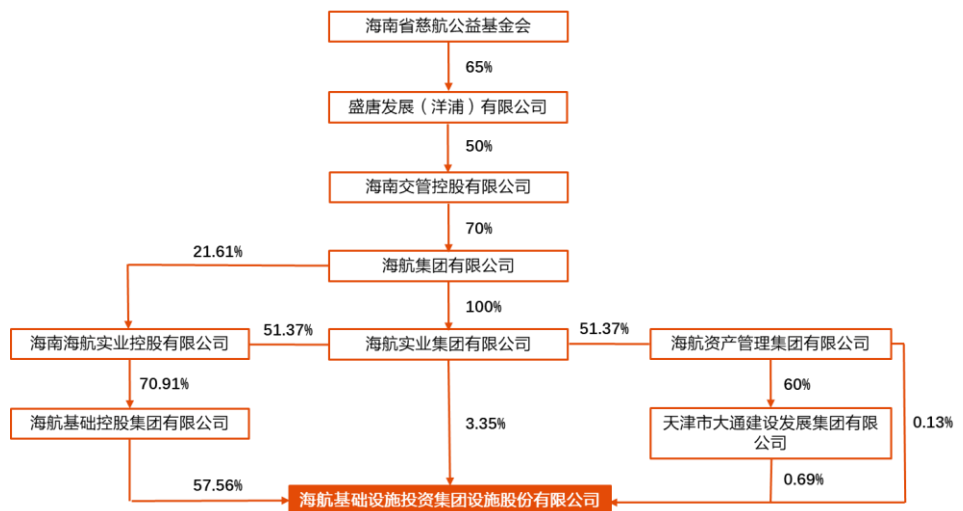 海南省慈航公益基金会
65%
盛唐发展（洋浦）有限公司
50%
海南交管控股有限公司
70%
21.61%
海航集团有限公司
100%
海南海航实业控股有限公司
51.37%
海航实业集团有限公司
51.37%
海航资产管理集团有限公司
70.91%
60%
海航基础控股集团有限公司
3.35%
天津市大通建设发展集团有限
公司
0.13%
57.56%
0.69%
海航基础设施投资集团设施股份有限公司